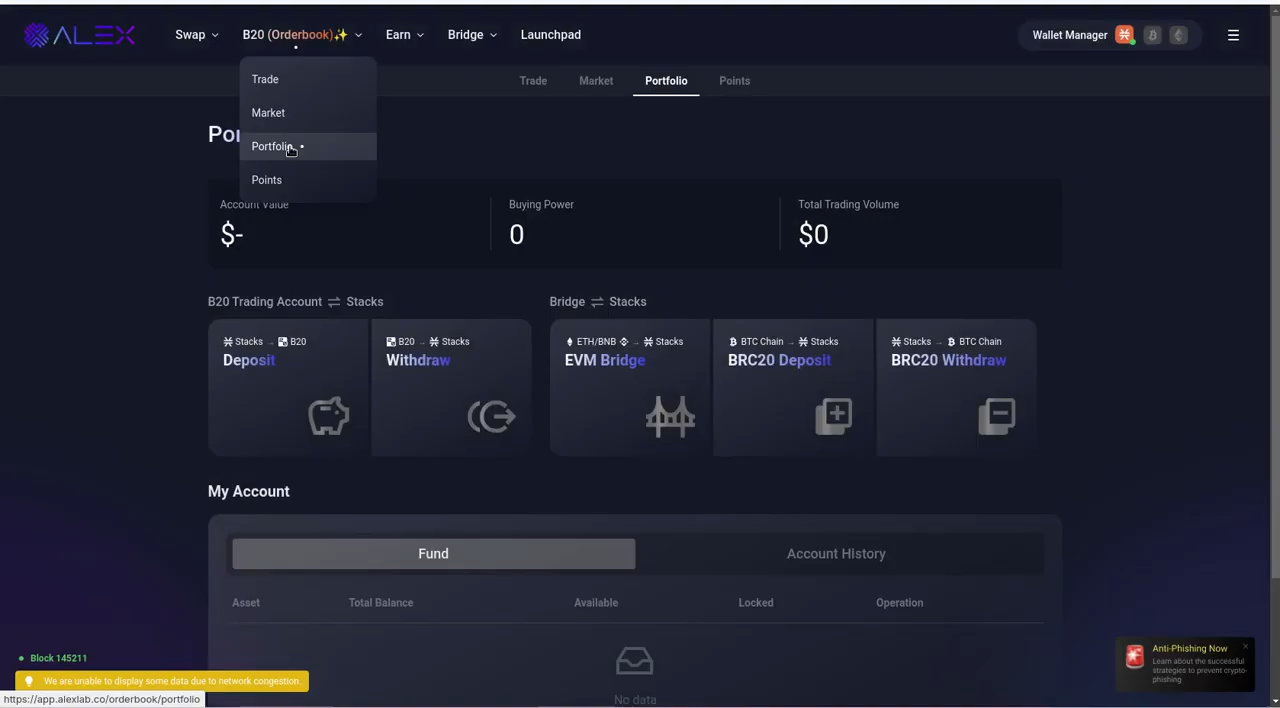 ALEX
Swap
B20 (Orderbook)✨
Earn
Bridge
Launchpad
Wallet Manager
Trade
Market
Portfolio
Points
Trade
Market
Portfolio •
Points
Account Value
$-
Buying Power
0
Total Trading Volume
$0
B20 Trading Account ⇌ Stacks
Bridge ⇌ Stacks
Stacks → B20
Deposit
B20 → Stacks
Withdraw
ETH/BNB → Stacks
EVM Bridge
BTC Chain → Stacks
BRC20 Deposit
Stacks → BTC Chain
BRC20 Withdraw
My Account
Fund
Account History
Asset
Total Balance
Available
Locked
Operation
No data
Block 145211
We are unable to display some data due to network congestion.
https://app.alexlab.co/orderbook/portfolio
Anti-Phishing Now
Learn about the successful
strategies to prevent crypto-
phishing